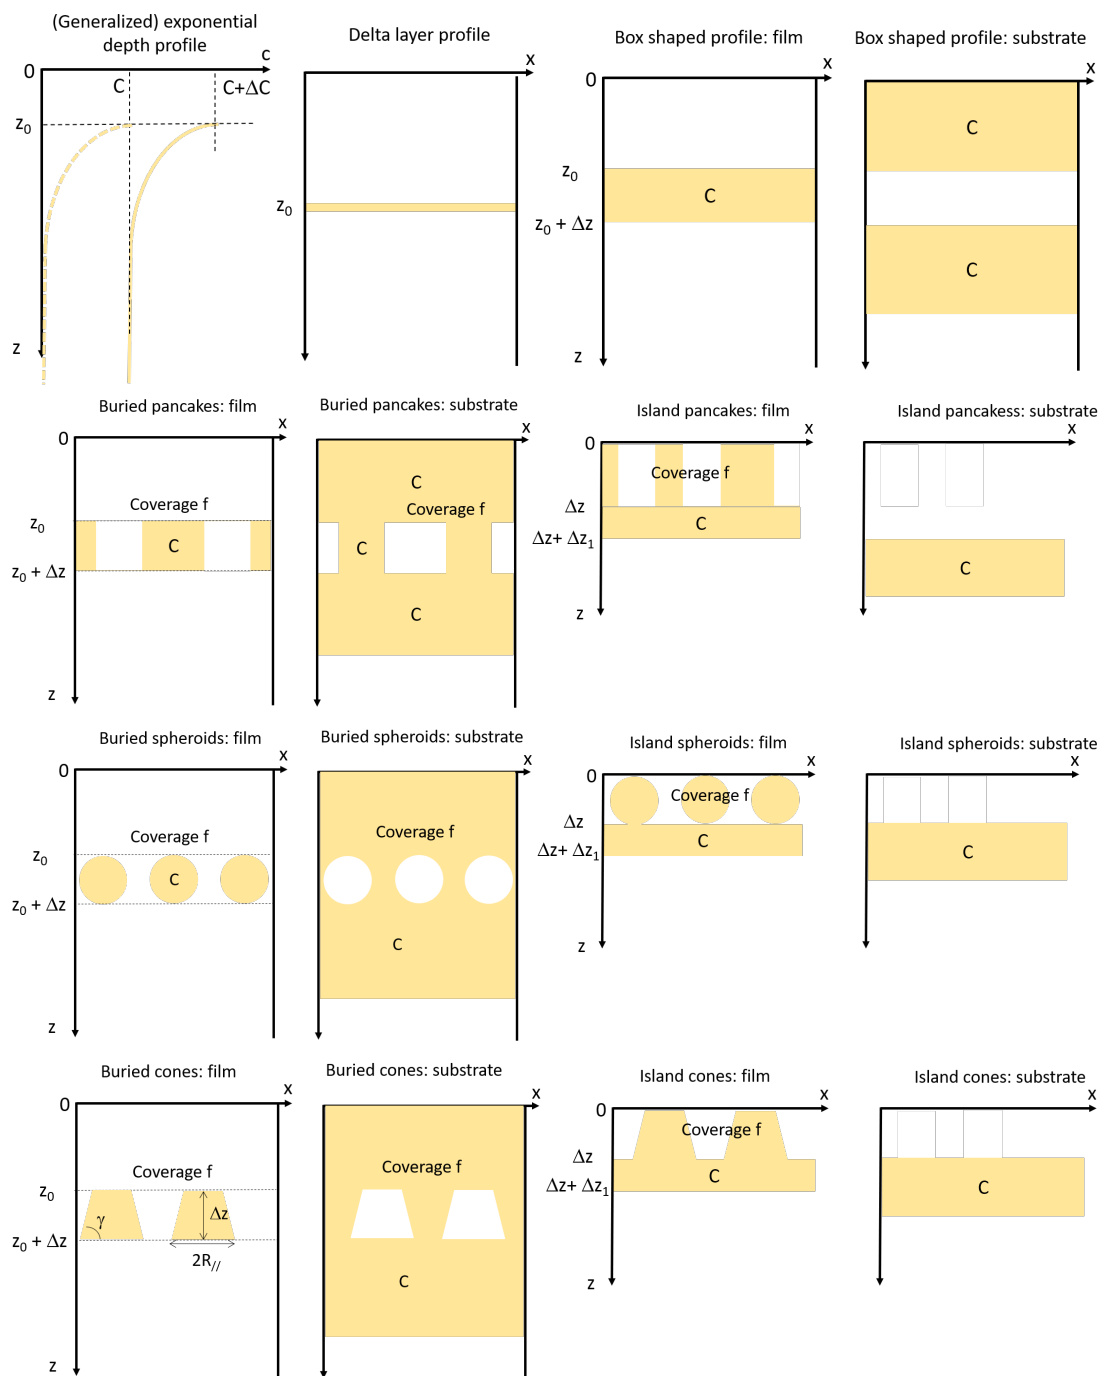 (Generalized) exponential
depth profile
c
0
C
C+ΔC
z0
z
Delta layer profile
x
z0
Box shaped profile: film
x
0
z0
C
z0 + Δz
z
Box shaped profile: substrate
x
C
C
Buried pancakes: film
x
0
Coverage f
z0
C
z0 + Δz
z
Buried pancakes: substrate
x
C
Coverage f
C
C
Island pancakes: film
x
0
Coverage f
Δz
C
Δz+ Δz1
z
Island pancakess: substrate
x
C
Buried spheroids: film
x
0
Coverage f
z0
C
z0 + Δz
z
Buried spheroids: substrate
x
Coverage f
C
Island spheroids: film
x
0
Coverage f
Δz
C
Δz+ Δz1
z
Island spheroids: substrate
x
C
Buried cones: film
x
0
Coverage f
z0
Δz
γ
z0 + Δz
2R//
z
Buried cones: substrate
x
Coverage f
C
Island cones: film
x
0
Coverage f
Δz
C
Δz+ Δz1
z
Island cones: substrate
x
C